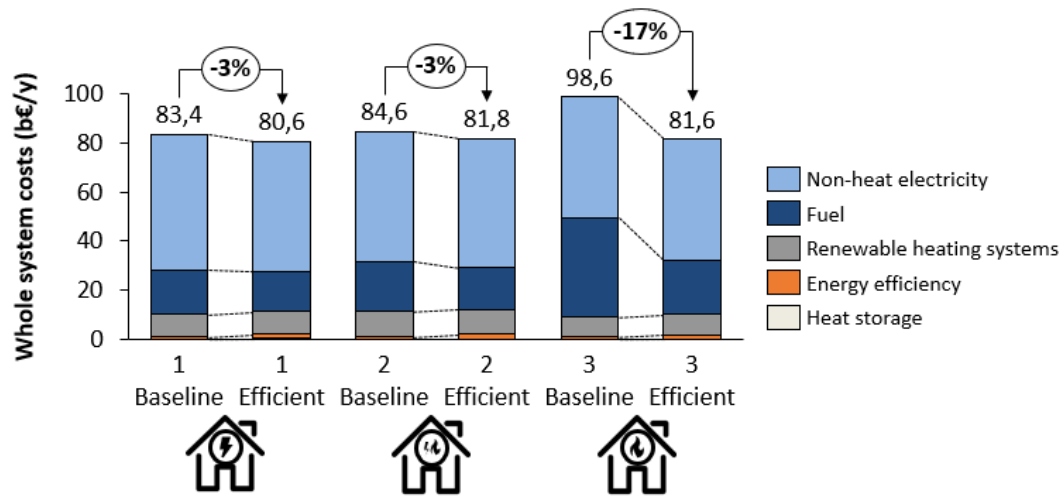 Whole system costs (b€/y)
100
80
60
40
20
0
-3%
-3%
-17%
83,4
80,6
84,6
81,8
98,6
81,6
1
Baseline
1
Efficient
2
Baseline
2
Efficient
3
Baseline
3
Efficient
Non-heat electricity
Fuel
Renewable heating systems
Energy efficiency
Heat storage